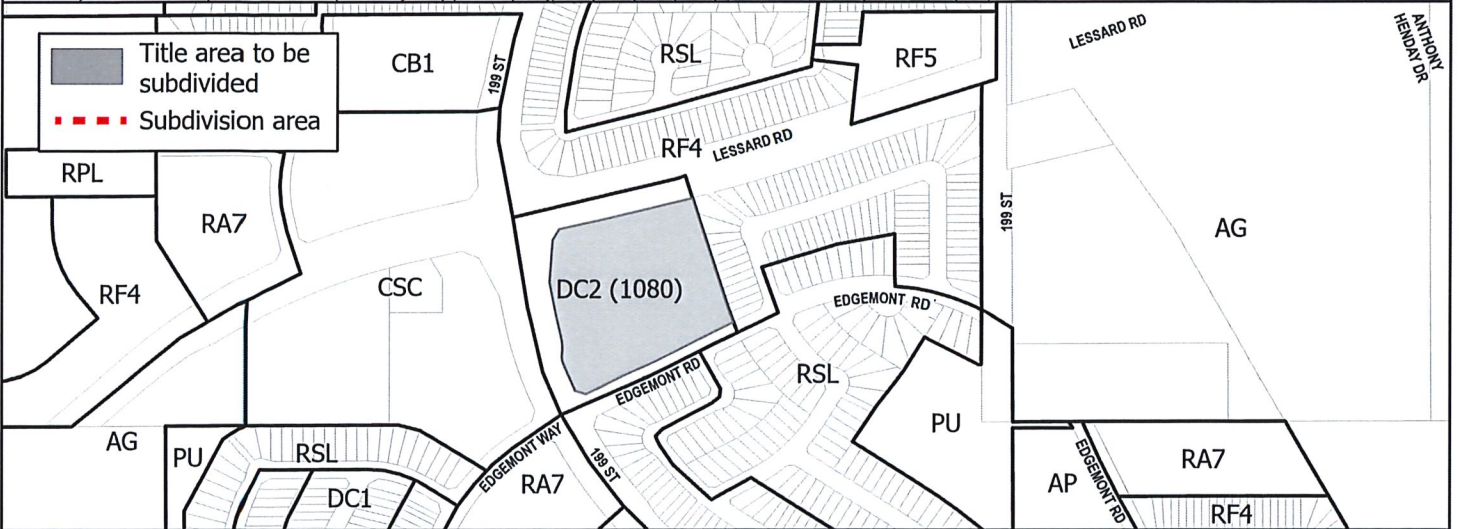 Title area to be
subdivided
Subdivision area
CB1
199 ST
RSL
RF5
LESSARD RD
ANTHONY
HENDAY DR
RPL
RA7
RF4
LESSARD RD
199 ST
AG
RF4
CSC
DC2 (1080)
EDGEMONT RD
EDGEMONT RD
RSL
PU
AG
PU
RSL
DC1
EDGEMONT WAY
RA7
199 ST
AP
EDGEMONT RD
RA7
RF4